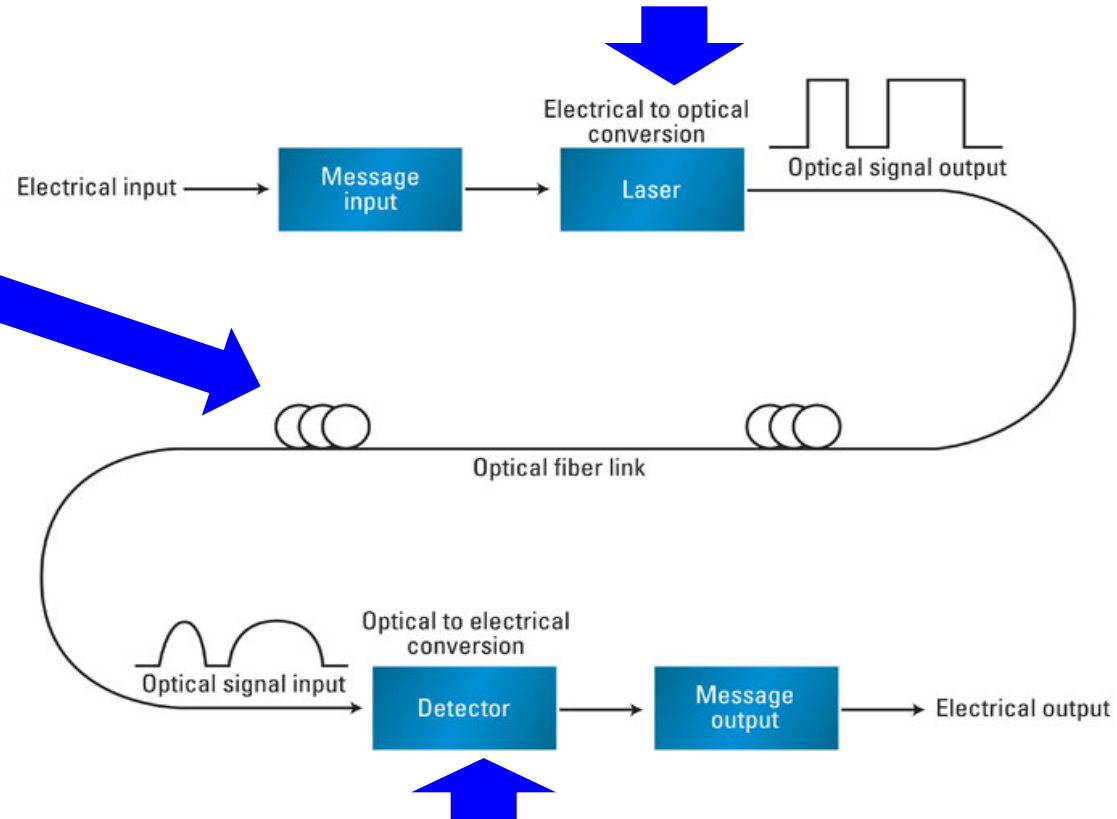 Electrical to optical
conversion
Optical signal output
Electrical input
Message
input
Laser
Optical fiber link
Optical to electrical
conversion
Optical signal input
Detector
Message
output
Electrical output